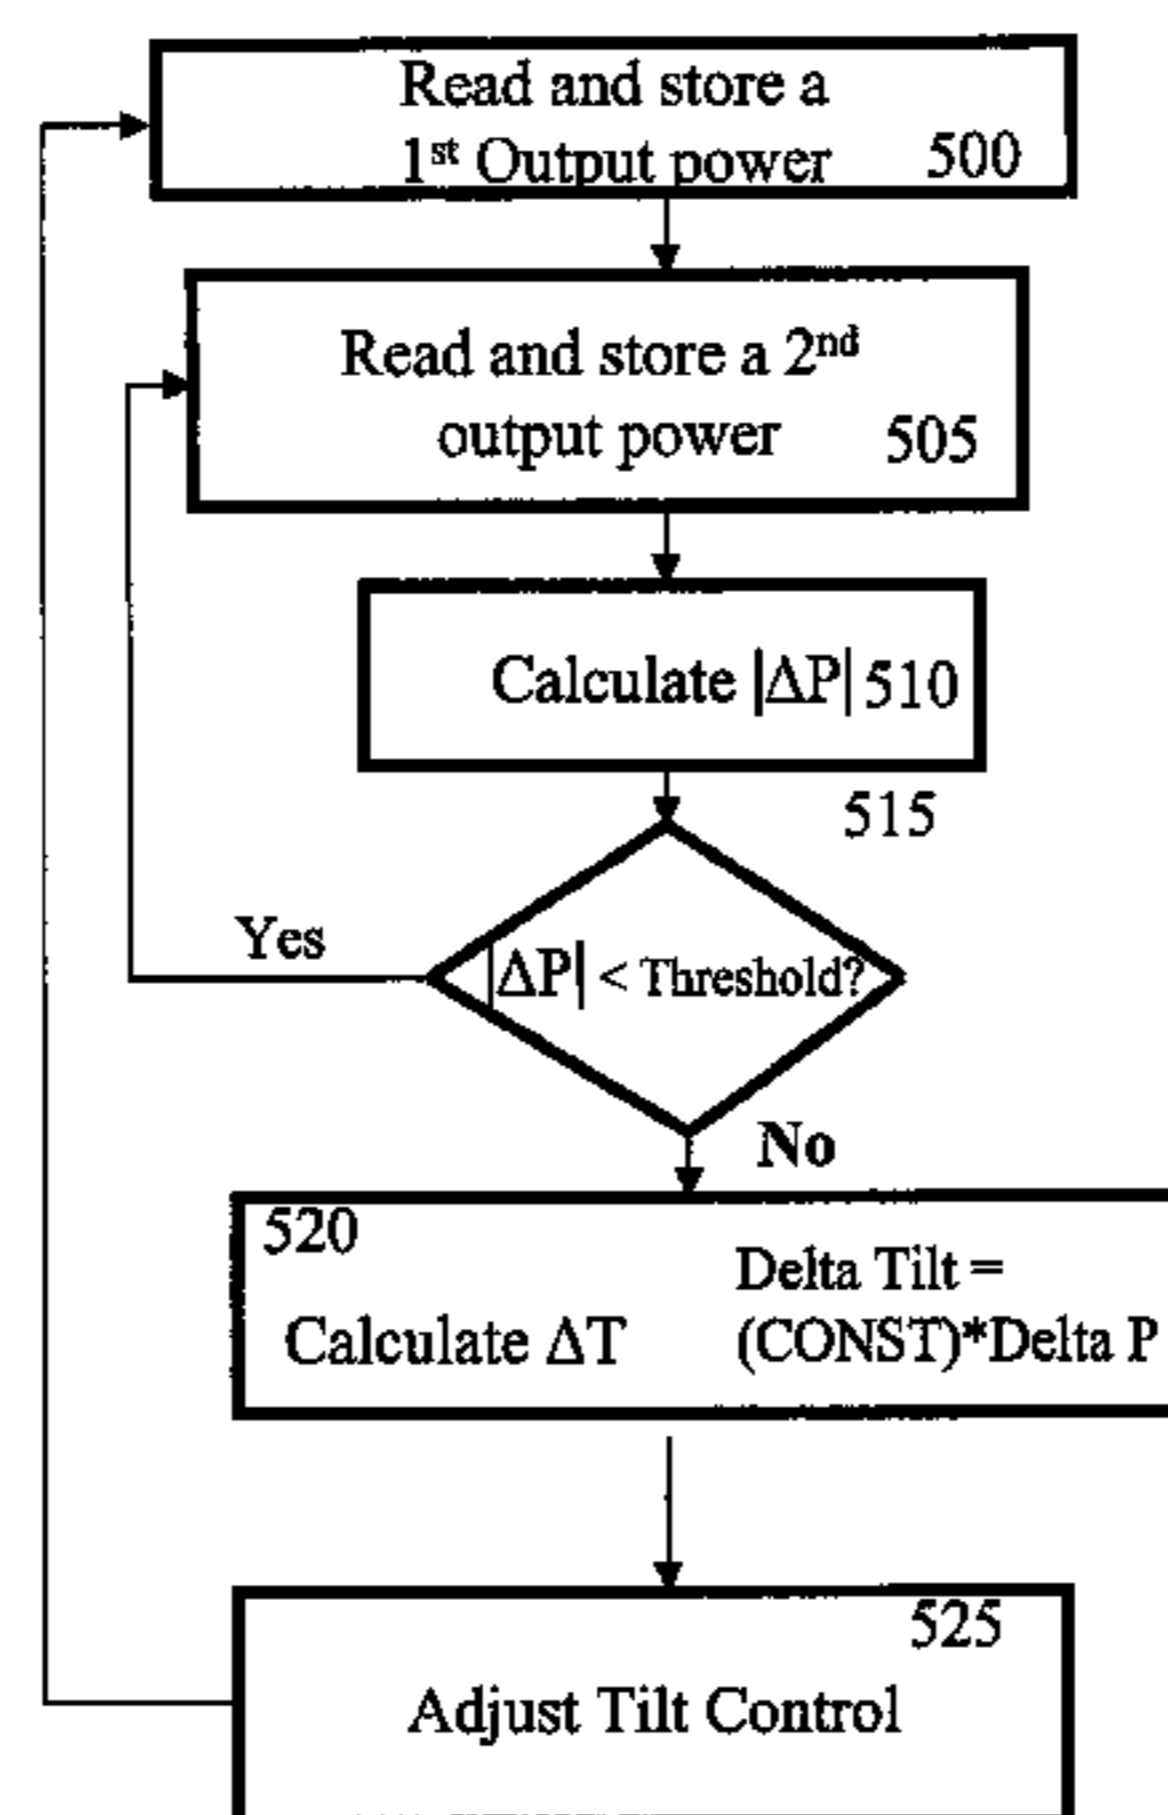 Read and store a
1st Output power 500
Read and store a 2nd
output power 505
Calculate |ΔP| 510
515
|ΔP| < Threshold?
Yes
No
520
Calculate ΔT
Delta Tilt =
(CONST)*Delta P
525
Adjust Tilt Control